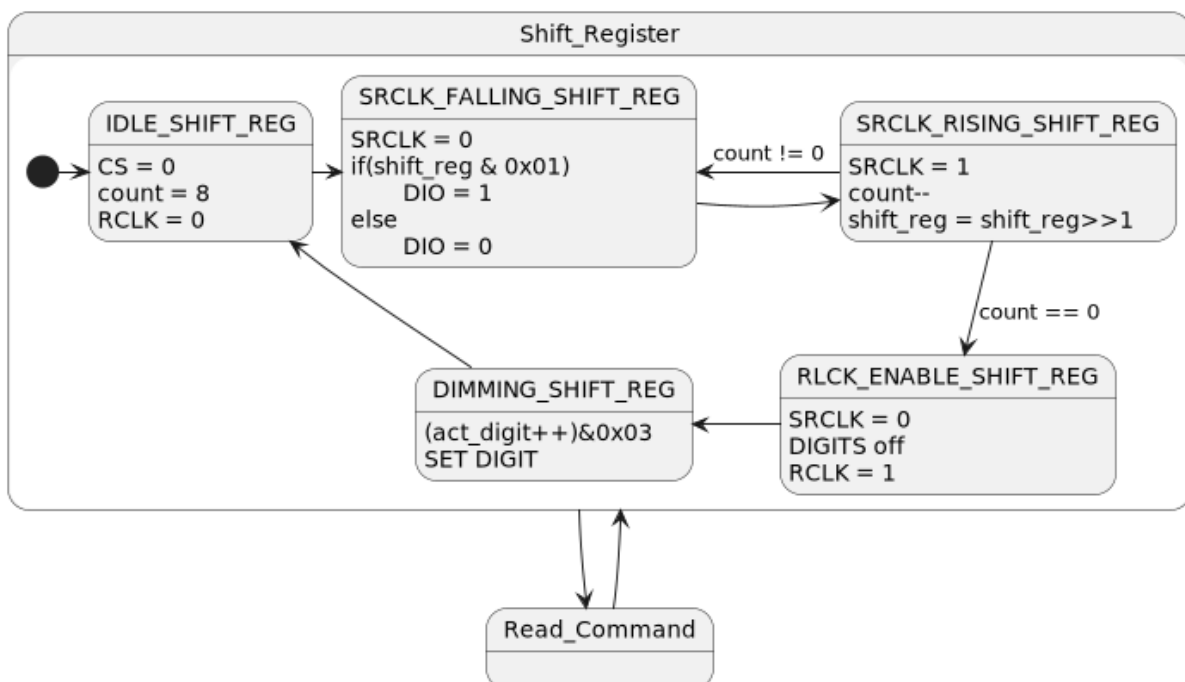 Shift_Register
IDLE_SHIFT_REG
CS = 0
count = 8
RCLK = 0
SRCLK_FALLING_SHIFT_REG
SRCLK = 0
if(shift_reg & 0x01)
DIO = 1
else
DIO = 0
count != 0
SRCLK_RISING_SHIFT_REG
SRCLK = 1
count--
shift_reg = shift_reg>>1
count == 0
DIMMING_SHIFT_REG
(act_digit++)&0x03
SET DIGIT
RLCK_ENABLE_SHIFT_REG
SRCLK = 0
DIGITS off
RCLK = 1
Read_Command